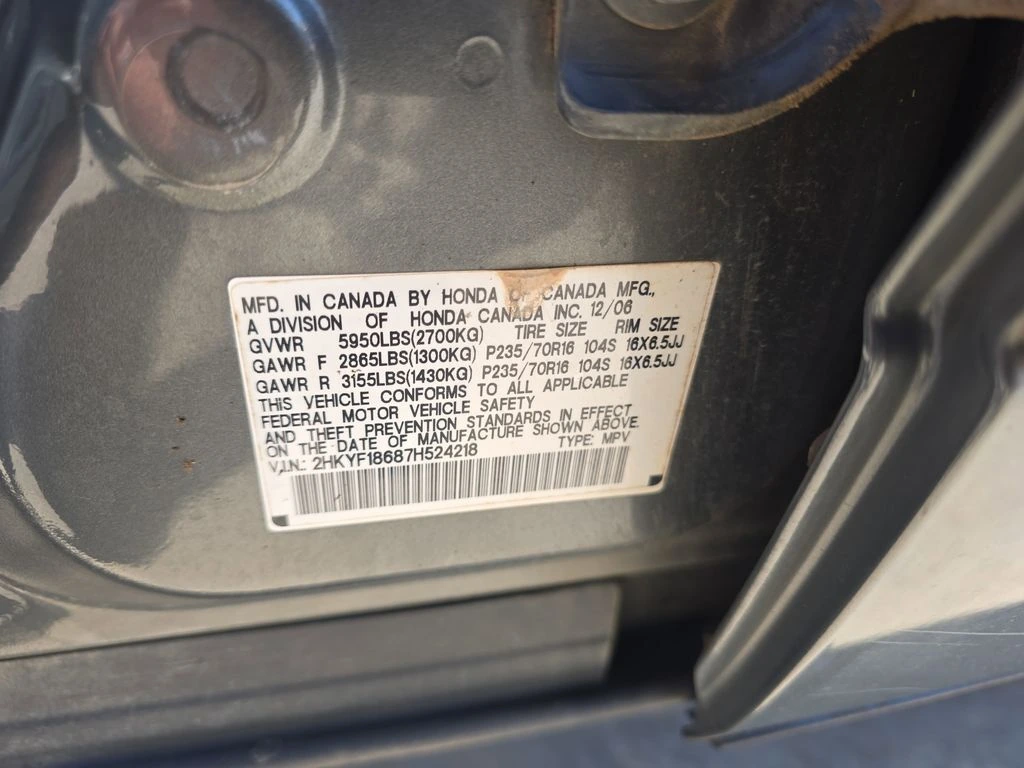 MFD. IN CANADA BY HONDA OF CANADA MFG.,
A DIVISION OF HONDA CANADA INC. 12/06
GVWR 5950LBS(2700KG) TIRE SIZE RIM SIZE
GAWR F 2865LBS(1300KG) P235/70R16 104S 16X6.5JJ
GAWR R 3155LBS(1430KG) P235/70R16 104S 16X6.5JJ
THIS VEHICLE CONFORMS TO ALL APPLICABLE
FEDERAL MOTOR VEHICLE SAFETY
AND THEFT PREVENTION STANDARDS IN EFFECT
ON THE DATE OF MANUFACTURE SHOWN ABOVE.
V.I.N.: 2HKYF18687H524218 TYPE: MPV